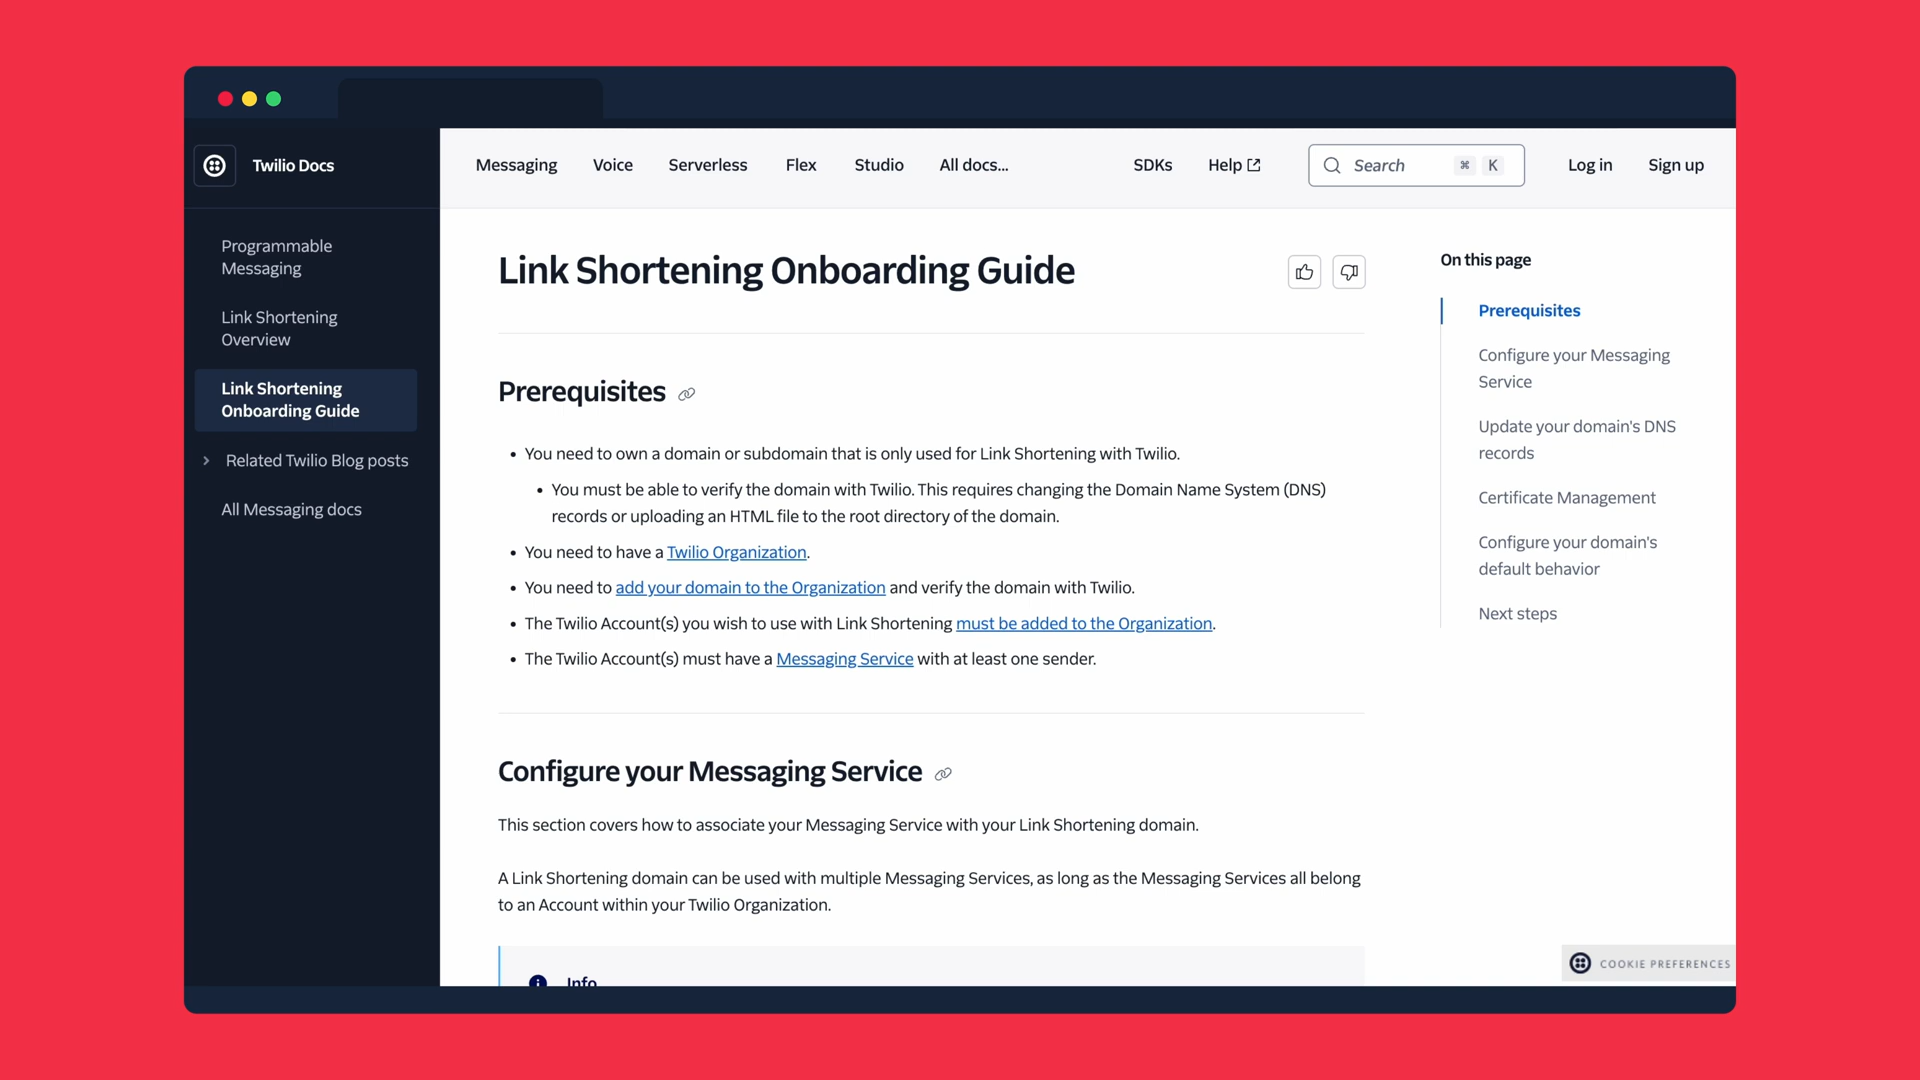 Twilio Docs
Messaging Voice Serverless Flex Studio All docs... SDKs Help Search ⌘ K Log in Sign up
Programmable
Messaging
Link Shortening
Overview
Link Shortening
Onboarding Guide
Related Twilio Blog posts
All Messaging docs
Link Shortening Onboarding Guide
Prerequisites
• You need to own a domain or subdomain that is only used for Link Shortening with Twilio.
• You must be able to verify the domain with Twilio. This requires changing the Domain Name System (DNS)
records or uploading an HTML file to the root directory of the domain.
• You need to have a Twilio Organization.
• You need to add your domain to the Organization and verify the domain with Twilio.
• The Twilio Account(s) you wish to use with Link Shortening must be added to the Organization.
• The Twilio Account(s) must have a Messaging Service with at least one sender.
Configure your Messaging Service
This section covers how to associate your Messaging Service with your Link Shortening domain.
A Link Shortening domain can be used with multiple Messaging Services, as long as the Messaging Services all belong
to an Account within your Twilio Organization.
Info
On this page
Prerequisites
Configure your Messaging
Service
Update your domain's DNS
records
Certificate Management
Configure your domain's
default behavior
Next steps
COOKIE PREFERENCES